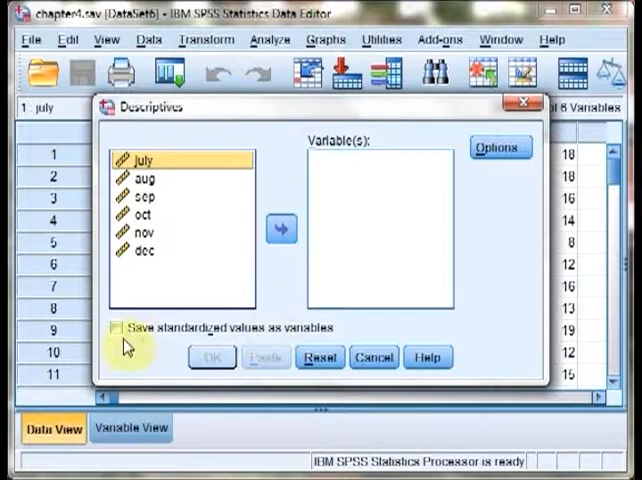 chapter4.sav [DataSet6] - IBM SPSS Statistics Data Editor
File Edit View Data Transform Analyze Graphs Utilities Add-ons Window Help
1 : july
of 6 Variables
Descriptives
Variable(s):
Options...
july
aug
sep
oct
nov
dec
Save standardized values as variables
OK Paste Reset Cancel Help
1 18
2 18
3 16
4 14
5 8
6 12
7 16
8 13
9 19
10 12
11 15
Data View Variable View
IBM SPSS Statistics Processor is ready